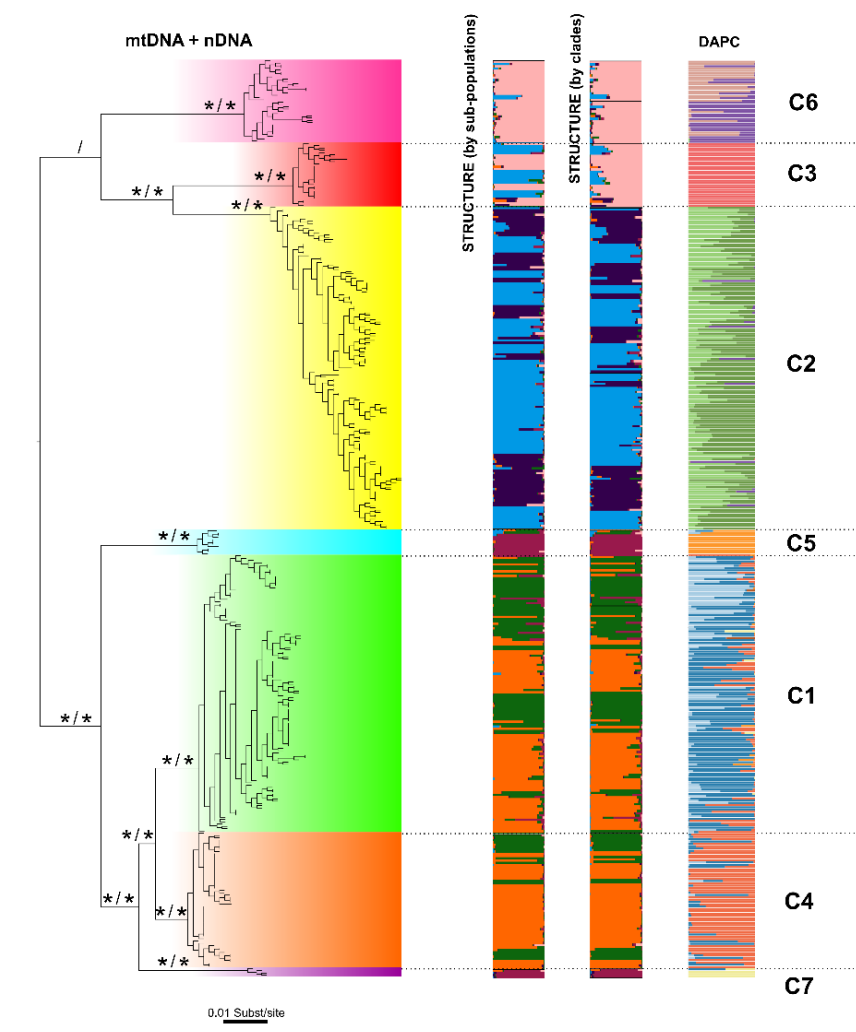 mtDNA + nDNA
STRUCTURE (by sub-populations)
STRUCTURE (by clades)
DAPC
*/*
C6
/
*/*
C3
*/*
*/*
C2
*/*
C5
C1
*/*
*/*
*/*
*/*
C4
*/*
*/*
C7
0.01 Subst/site